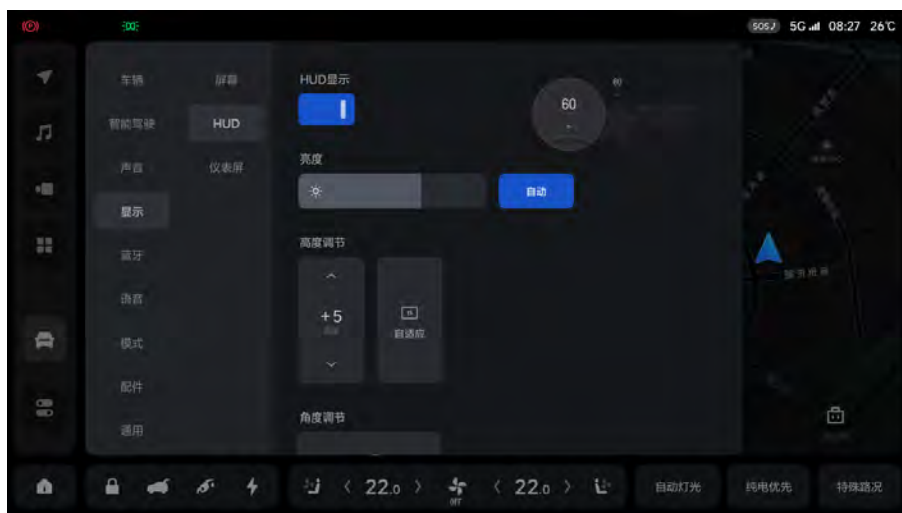 (P)
SOS 5G 08:27 26℃
车辆
屏幕
HUD显示
60
60
智能驾驶
HUD
声音
仪表屏
亮度
自动
显示
高度调节
蓝牙
语音
+5
自适应
模式
配件
角度调节
通用
22.0
OFF
22.0
自动灯光
纯电优先
特殊路况